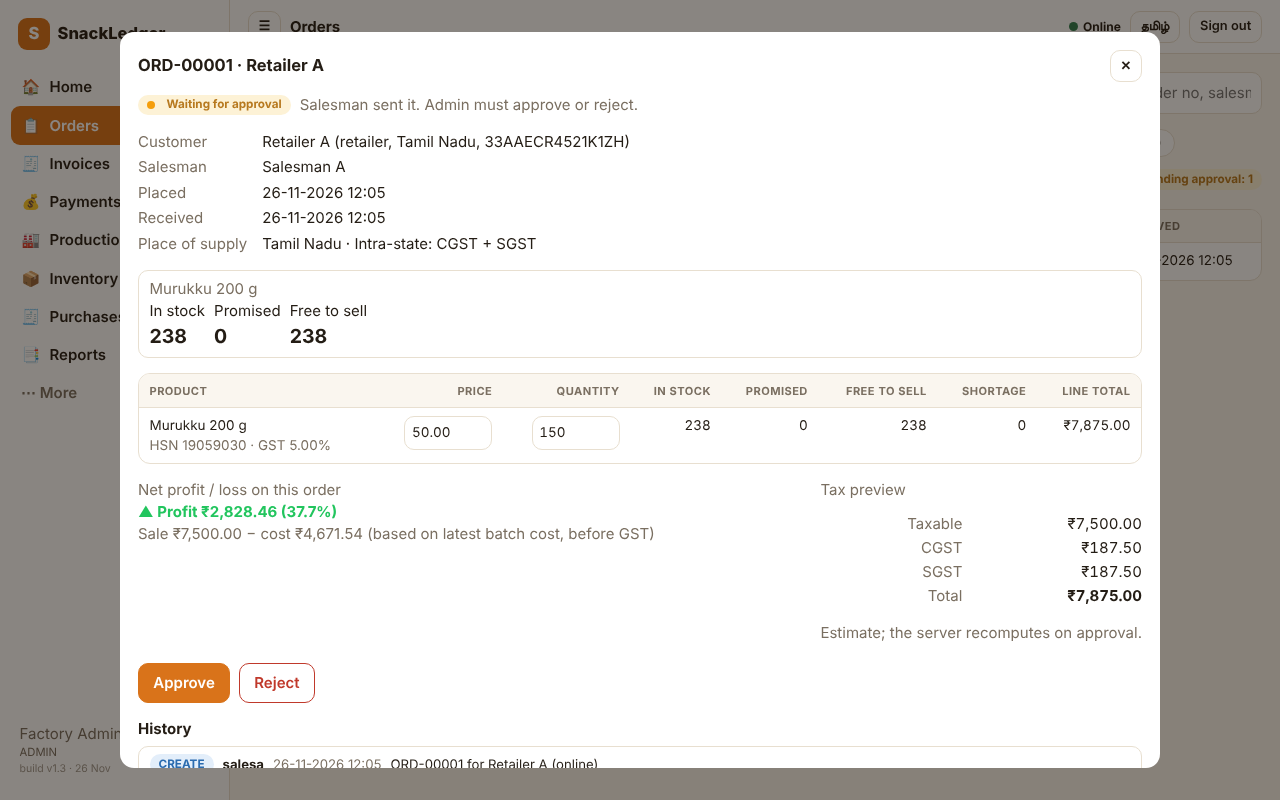 S SnackLedger
☰ Orders
Online
தமிழ்
Sign out
Home
Orders
Invoices
Payments
Inventory
Reports
··· More
Factory Admin
ADMIN
build v1.3 · 26 Nov
nding approval: 1
ORD-00001 · Retailer A
×
Waiting for approval Salesman sent it. Admin must approve or reject.
Customer Retailer A (retailer, Tamil Nadu, 33AAECR4521K1ZH)
Salesman Salesman A
Placed 26-11-2026 12:05
Received 26-11-2026 12:05
Place of supply Tamil Nadu · Intra-state: CGST + SGST
Murukku 200 g
In stock Promised Free to sell
238 0 238
PRODUCT PRICE QUANTITY IN STOCK PROMISED FREE TO SELL SHORTAGE LINE TOTAL
Murukku 200 g 50.00 150 238 0 238 0 ₹7,875.00
HSN 19059030 · GST 5.00%
Net profit / loss on this order
▲ Profit ₹2,828.46 (37.7%)
Sale ₹7,500.00 − cost ₹4,671.54 (based on latest batch cost, before GST)
Tax preview
Taxable ₹7,500.00
CGST ₹187.50
SGST ₹187.50
Total ₹7,875.00
Estimate; the server recomputes on approval.
Approve Reject
History
CREATE salesa 26-11-2026 12:05 ORD-00001 for Retailer A (online)